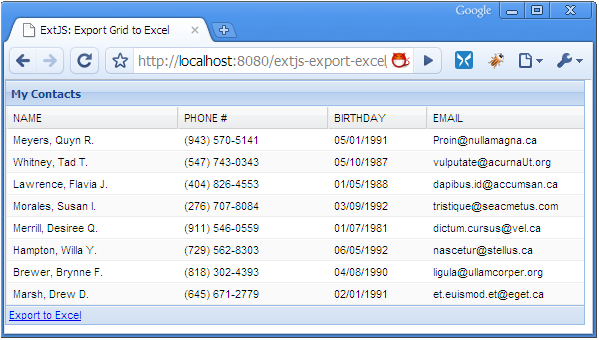 Google
ExtJS: Export Grid to Excel
http://localhost:8080/extjs-export-excel
My Contacts
NAME PHONE # BIRTHDAY EMAIL
Meyers, Quyn R. (943) 570-5141 05/01/1991 Proin@nullamagna.ca
Whitney, Tad T. (547) 743-0343 05/10/1987 vulputate@acurnaUt.org
Lawrence, Flavia J. (404) 826-4553 01/05/1988 dapibus.id@accumsan.ca
Morales, Susan I. (276) 707-8084 03/09/1992 tristique@seacmetus.com
Merrill, Desiree Q. (911) 546-0559 01/07/1981 dictum.cursus@vel.ca
Hampton, Willa Y. (729) 562-8303 06/05/1992 nascetur@stellus.ca
Brewer, Brynne F. (818) 302-4393 04/08/1990 ligula@ullamcorper.org
Marsh, Drew D. (645) 671-2779 02/01/1991 et.euismod.et@eget.ca
Export to Excel